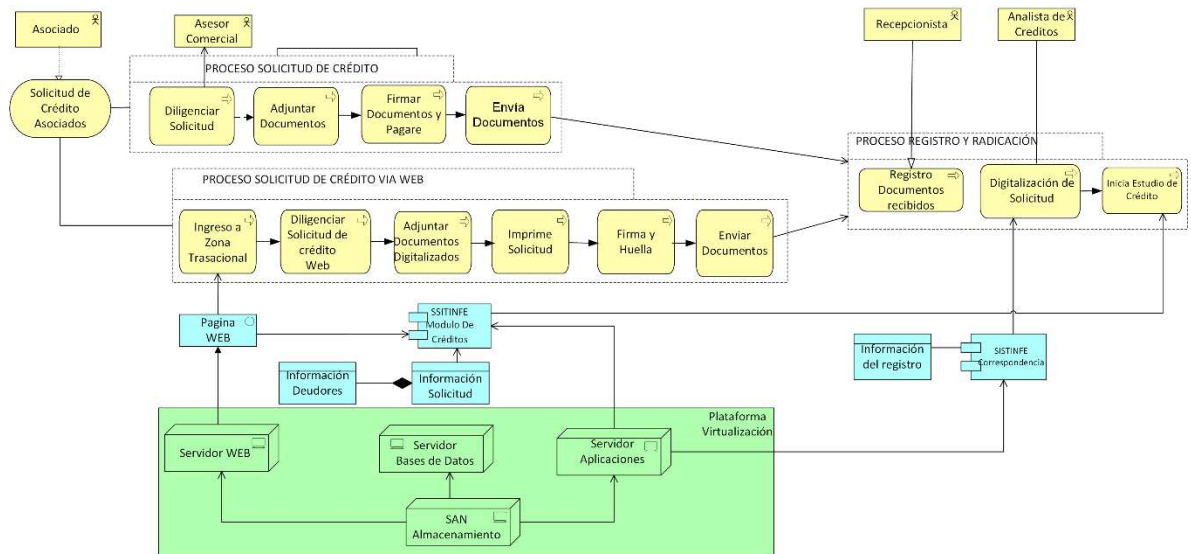 Asociado
Asesor
Comercial
Recepcionista
Analista de
Creditos
PROCESO SOLICITUD DE CRÉDITO
Solicitud de
Crédito
Asociados
Diligenciar
Solicitud
Adjuntar
Documentos
Firmar
Documentos y
Pagare
Envía
Documentos
PROCESO REGISTRO Y RADICACIÓN
Registro
Documentos
recibidos
Digitalización de
Solicitud
Inicia Estudio de
Crédito
PROCESO SOLICITUD DE CRÉDITO VIA WEB
Ingreso a
Zona
Trasacional
Diligenciar
Solicitud de
crédito
Web
Adjuntar
Documentos
Digitalizados
Imprime
Solicitud
Firma y
Huella
Enviar
Documentos
Pagina
WEB
SSITINFE
Modulo De
Créditos
Información
del registro
SISTINFE
Correspondencia
Información
Deudores
Información
Solicitud
Plataforma
Virtualización
Servidor WEB
Servidor
Bases de Datos
Servidor
Aplicaciones
SAN
Almacenamiento